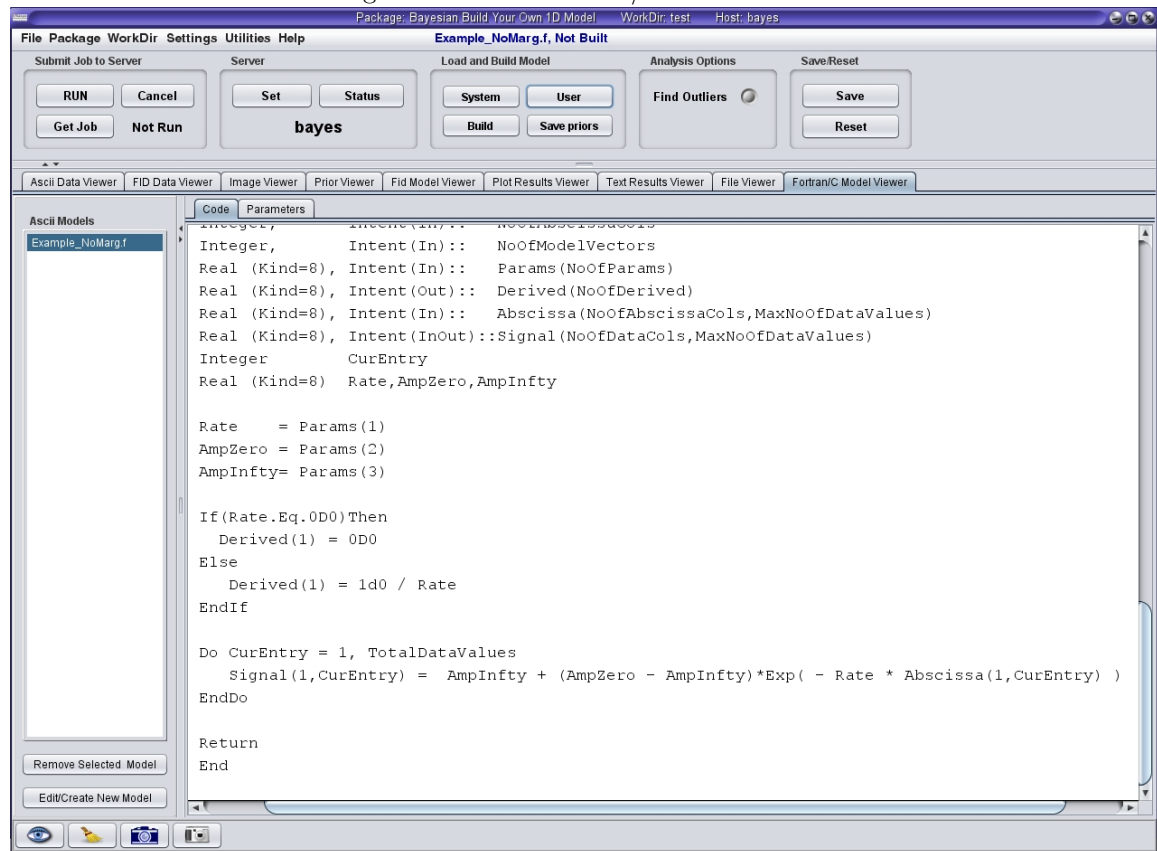 Package: Bayesian Build Your Own 1D Model WorkDir: test Host: bayes
File Package WorkDir Settings Utilities Help Example_NoMarg.f, Not Built
Submit Job to Server Server Load and Build Model Analysis Options Save/Reset
RUN Cancel Set Status System User Find Outliers Save
Get Job Not Run bayes Build Save priors Reset
Ascii Data Viewer FID Data Viewer Image Viewer Prior Viewer Fid Model Viewer Plot Results Viewer Text Results Viewer File Viewer Fortran/C Model Viewer
Code Parameters
Ascii Models
Example_NoMarg.f
Integer, Intent(In):: NoOfAbscissaCols
Integer, Intent(In):: NoOfModelVectors
Real (Kind=8), Intent(In):: Params(NoOfParams)
Real (Kind=8), Intent(Out):: Derived(NoOfDerived)
Real (Kind=8), Intent(In):: Abscissa(NoOfAbscissaCols,MaxNoOfDataValues)
Real (Kind=8), Intent(InOut)::Signal(NoOfDataCols,MaxNoOfDataValues)
Integer CurEntry
Real (Kind=8) Rate,AmpZero,AmpInfty
Rate = Params(1)
AmpZero = Params(2)
AmpInfty= Params(3)
If(Rate.Eq.0D0)Then
Derived(1) = 0D0
Else
Derived(1) = 1d0 / Rate
EndIf
Do CurEntry = 1, TotalDataValues
Signal(1,CurEntry) = AmpInfty + (AmpZero - AmpInfty)*Exp( - Rate * Abscissa(1,CurEntry) )
EndDo
Return
End
Remove Selected Model
Edit/Create New Model